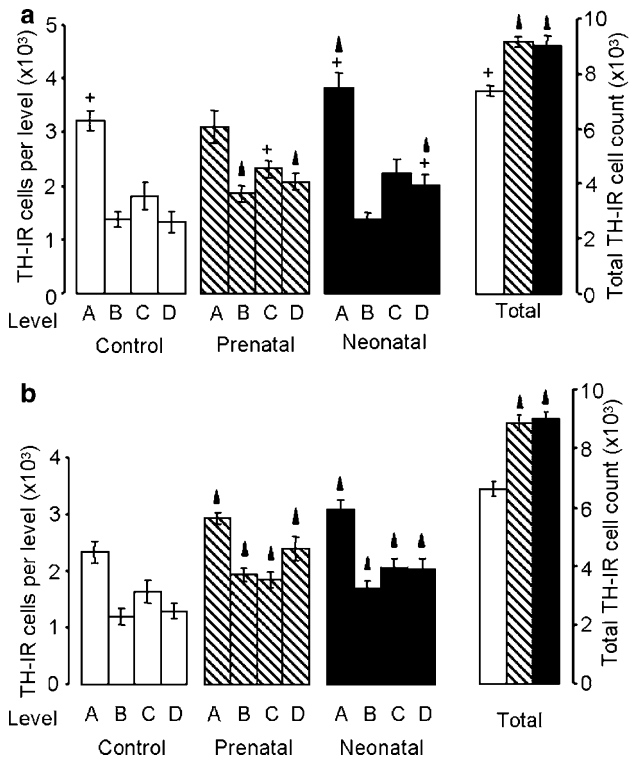 a
TH-IR cells per level (x10³)
5
4
3
2
1
0
+
+
+
+
+
10
8
6
4
2
0
Total TH-IR cell count (x10³)
Level A B C D A B C D A B C D Total
Control Prenatal Neonatal
b
TH-IR cells per level (x10³)
4
3
2
1
0
10
8
6
4
2
0
Total TH-IR cell count (x10³)
Level A B C D A B C D A B C D Total
Control Prenatal Neonatal